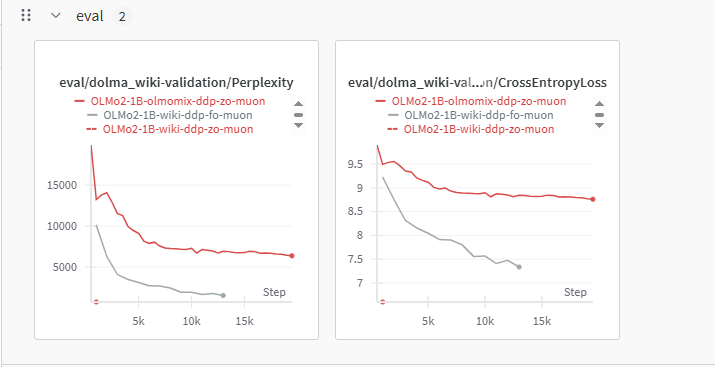 eval 2
eval/dolma_wiki-validation/Perplexity
OLMo2-1B-olmomix-ddp-zo-muon
OLMo2-1B-wiki-ddp-fo-muon
OLMo2-1B-wiki-ddp-zo-muon
15000
10000
5000
Step
5k 10k 15k
eval/dolma_wiki-val...n/CrossEntropyLoss
OLMo2-1B-olmomix-ddp-zo-muon
OLMo2-1B-wiki-ddp-fo-muon
OLMo2-1B-wiki-ddp-zo-muon
9.5
9
8.5
8
7.5
7
Step
5k 10k 15k